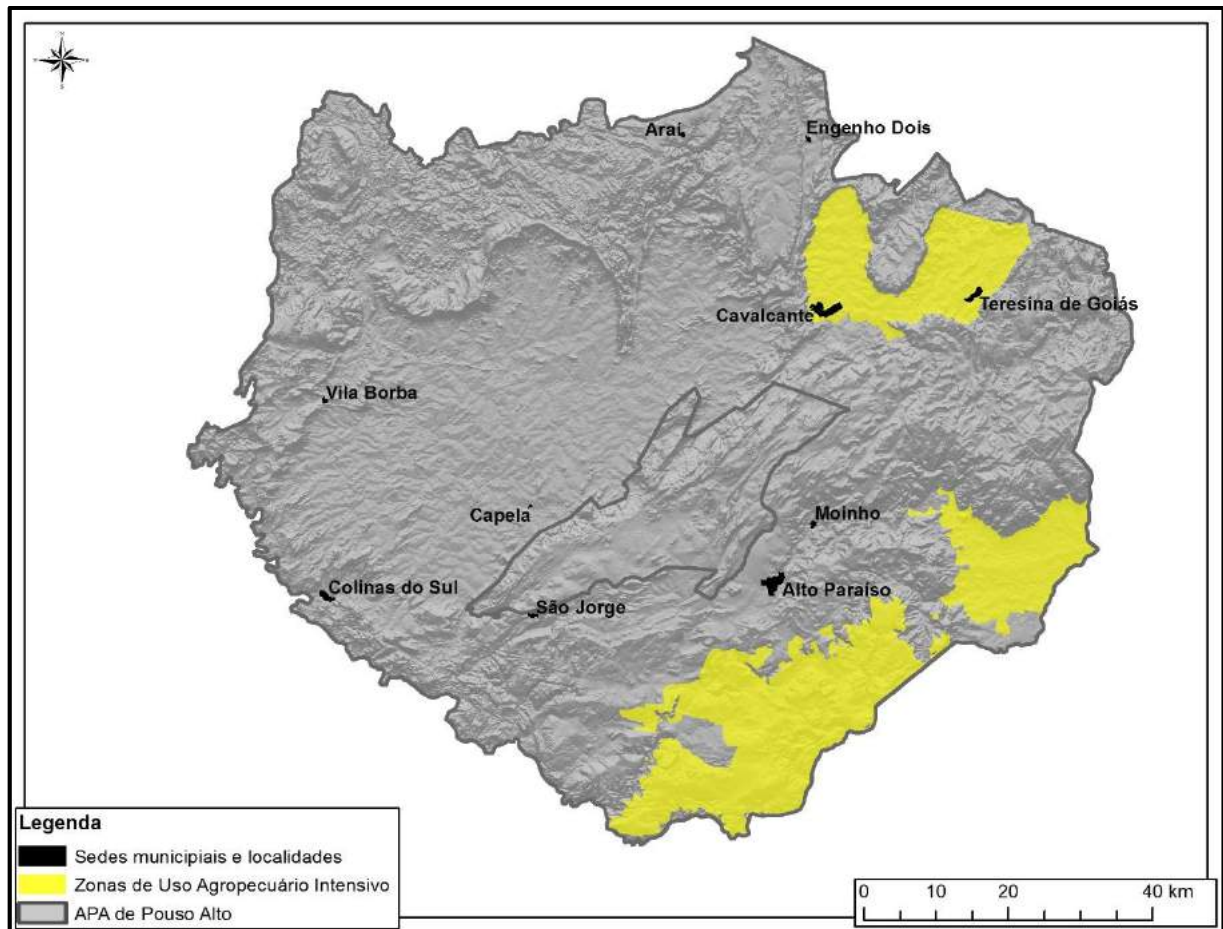 Araí
Engenho Dois
Cavalcante
Teresina de Goiás
Vila Borba
Capela
Moinho
Colinas do Sul
São Jorge
Alto Paraíso
Legenda
Sedes municipiais e localidades
Zonas de Uso Agropecuário Intensivo
APA de Pouso Alto
0 10 20 40 km